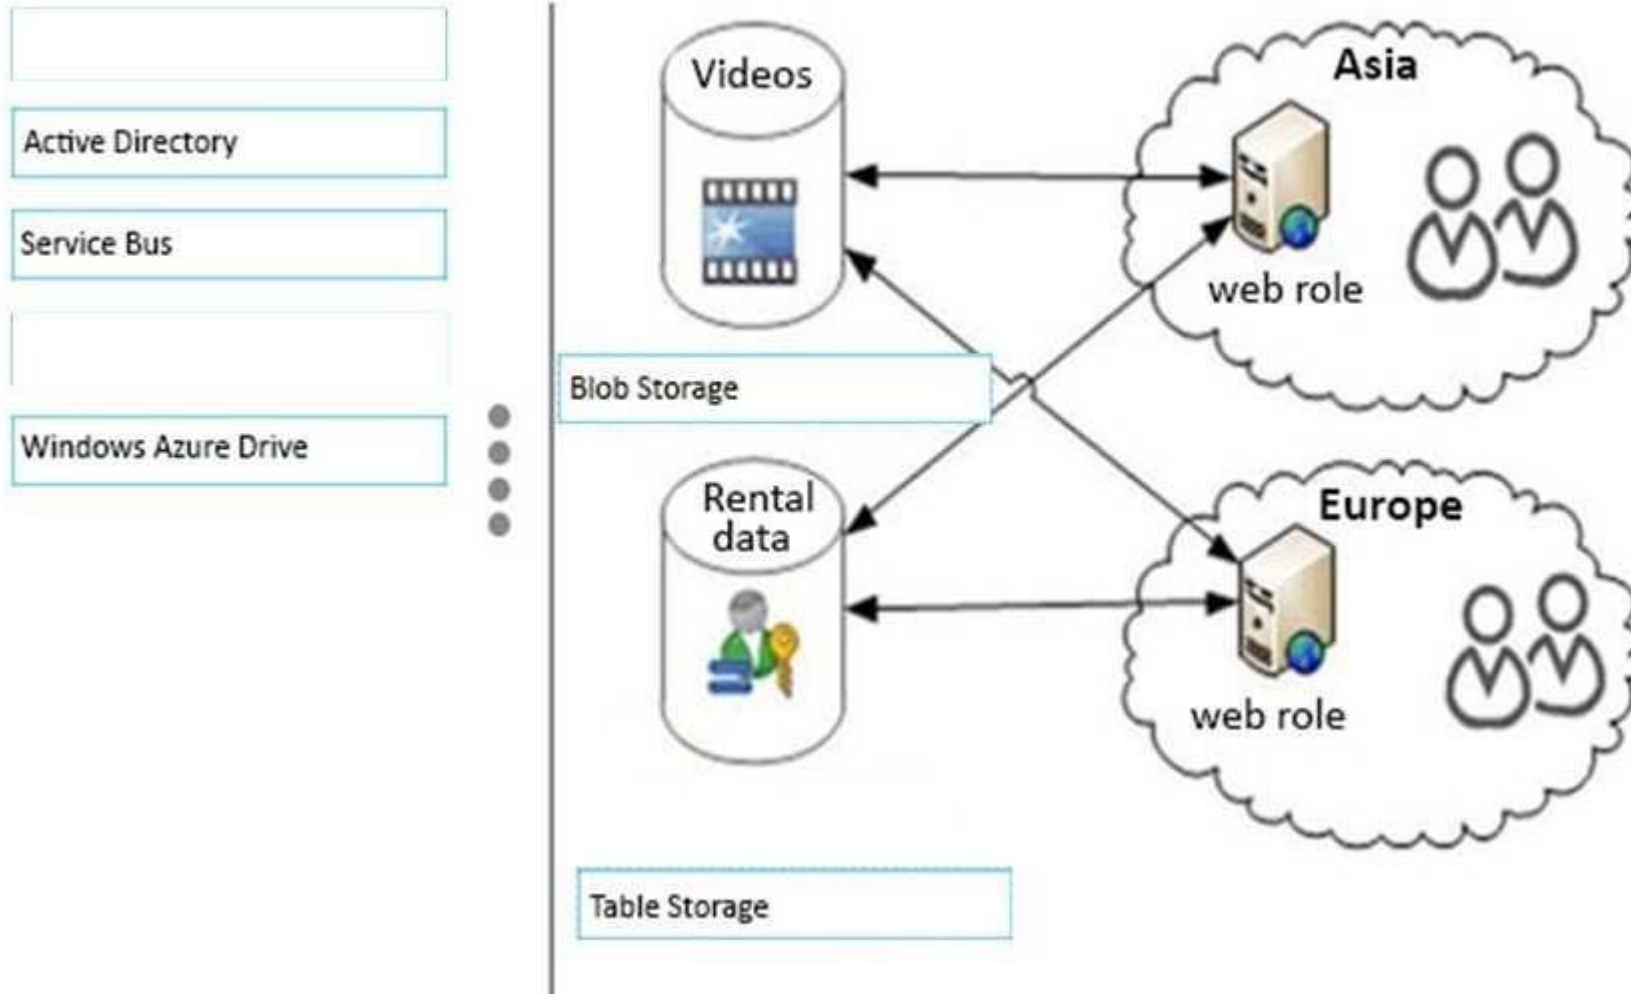 Active Directory
Service Bus
Windows Azure Drive
Videos
Blob Storage
Rental
data
Table Storage
Asia
web role
Europe
web role